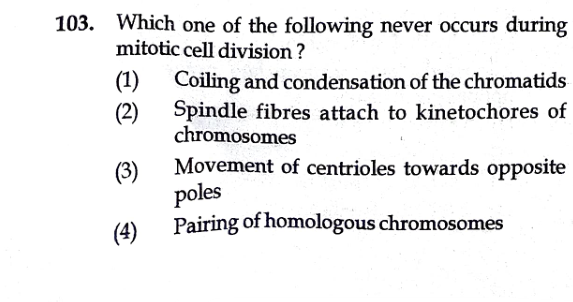 103. Which one of the following never occurs during
mitotic cell division ?
(1) Coiling and condensation of the chromatids
(2) Spindle fibres attach to kinetochores of
chromosomes
(3) Movement of centrioles towards opposite
poles
(4) Pairing of homologous chromosomes